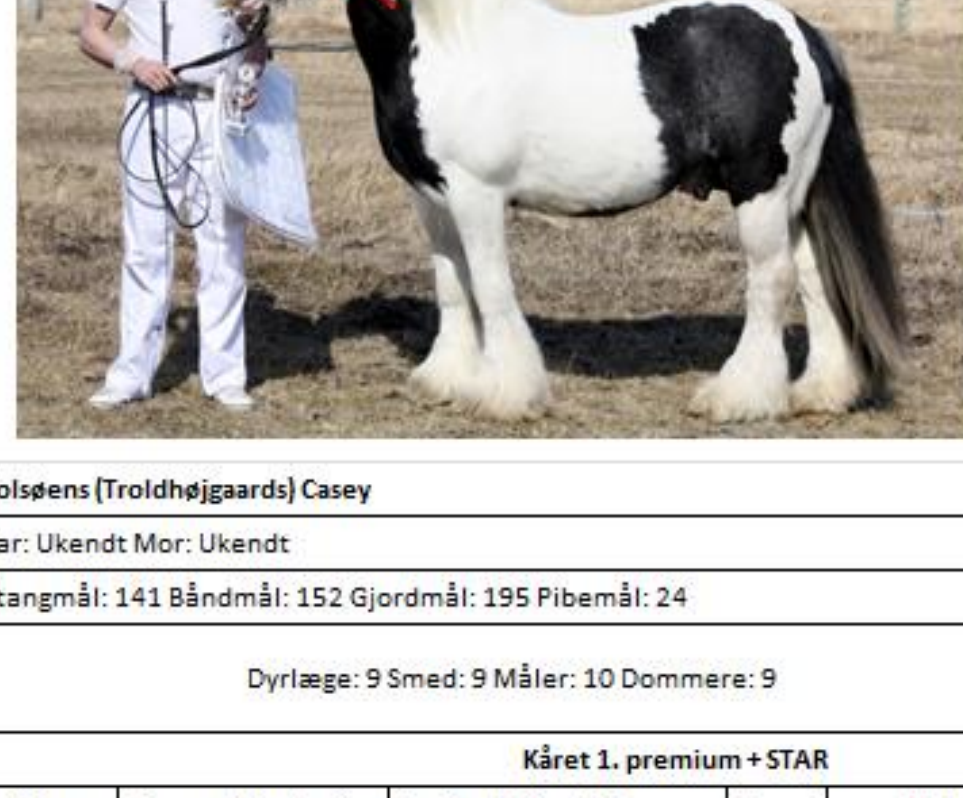 olsøens (Troldhøjgaards) Casey
ar: Ukendt Mor: Ukendt
tangmål: 141 Båndmål: 152 Gjordmål: 195 Pibemål: 24
Dyrlæge: 9 Smed: 9 Måler: 10 Dommere: 9
Kåret 1. premium + STAR